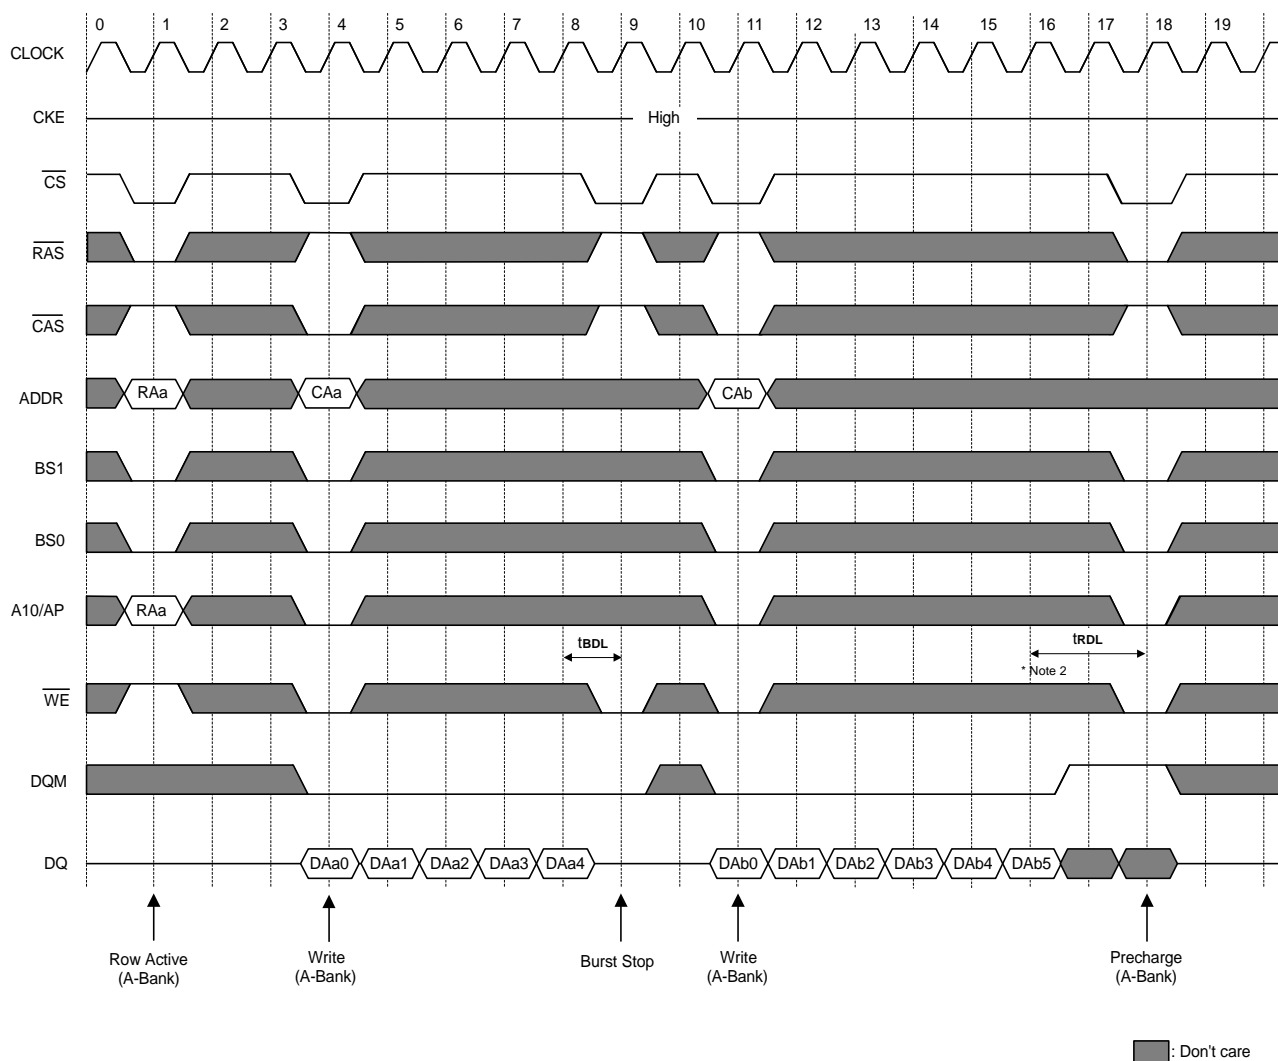 0 1 2 3 4 5 6 7 8 9 10 11 12 13 14 15 16 17 18 19
CLOCK
CKE High
CS
RAS
CAS
ADDR RAa CAa CAb
BS1
BS0
A10/AP RAa
tBDL tRDL
* Note 2
WE
DQM
DQ DAa0 DAa1 DAa2 DAa3 DAa4 DAb0 DAb1 DAb2 DAb3 DAb4 DAb5
Row Active
(A-Bank)
Write
(A-Bank)
Burst Stop
Write
(A-Bank)
Precharge
(A-Bank)
: Don't care